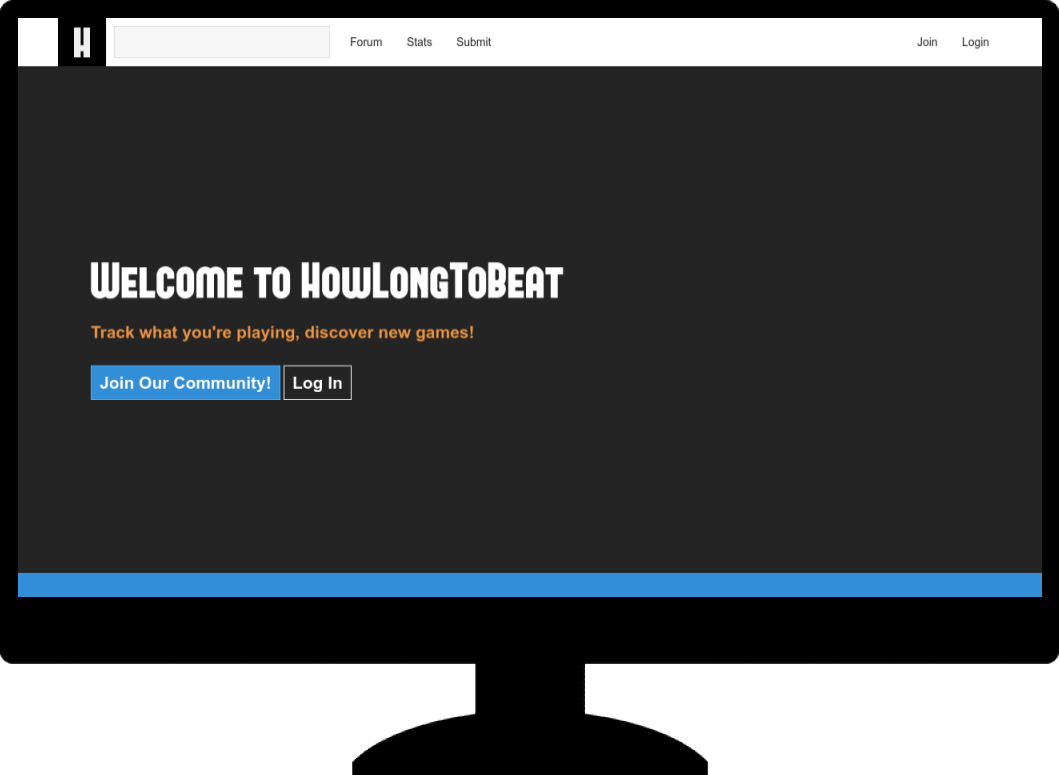 H
Forum Stats Submit Join Login
Welcome to HowLongToBeat
Track what you're playing, discover new games!
Join Our Community! Log In